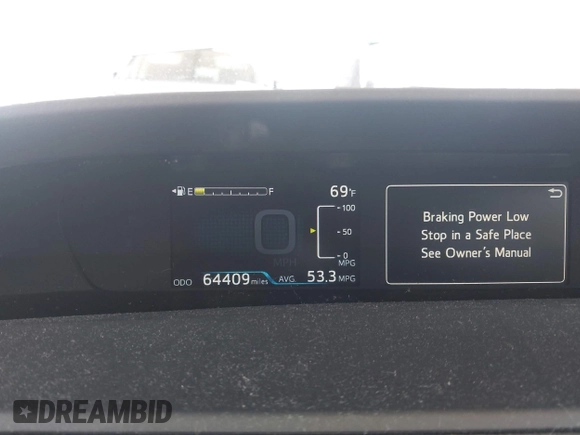 E F
69°F
100
50
0
MPG
0
MPH
ODO 64409 miles AVG. 53.3 MPG
Braking Power Low
Stop in a Safe Place
See Owner's Manual
DREAMBID